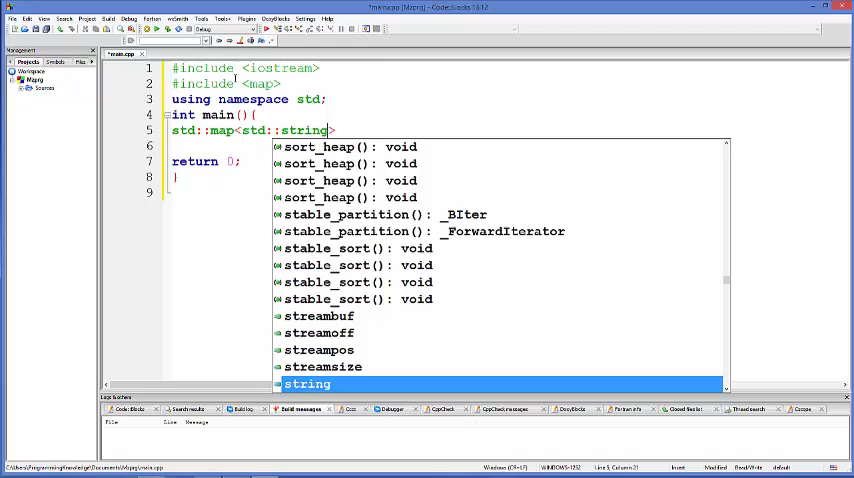 *main.cpp [Mzprg] - Code::Blocks 13.12
File Edit View Search Project Build Debug Fortran wxSmith Tools Tools+ Plugins DoxyBlocks Settings Help
Debug
Management
Projects Symbols Files
Workspace
Mzprg
Sources
*main.cpp
1 #include <iostream>
2 #include <map>
3 using namespace std;
4 int main(){
5 std::map<std::string>
6
7 return 0;
8 }
9
sort_heap(): void
sort_heap(): void
sort_heap(): void
sort_heap(): void
stable_partition(): _BIter
stable_partition(): _ForwardIterator
stable_sort(): void
stable_sort(): void
stable_sort(): void
stable_sort(): void
streambuf
streamoff
streampos
streamsize
string
Logs & others
Code::Blocks Search results Build log Build messages Cccc Debugger CppCheck CppCheck messages DoxyBlocks Fortran info Closed files list Thread search Cscope
File Line Message
C:\Users\ProgrammingKnowledge\Documents\Mzprg\main.cpp Windows (CR+LF) WINDOWS-1252 Line 5, Column 21 Insert Modified Read/Write default